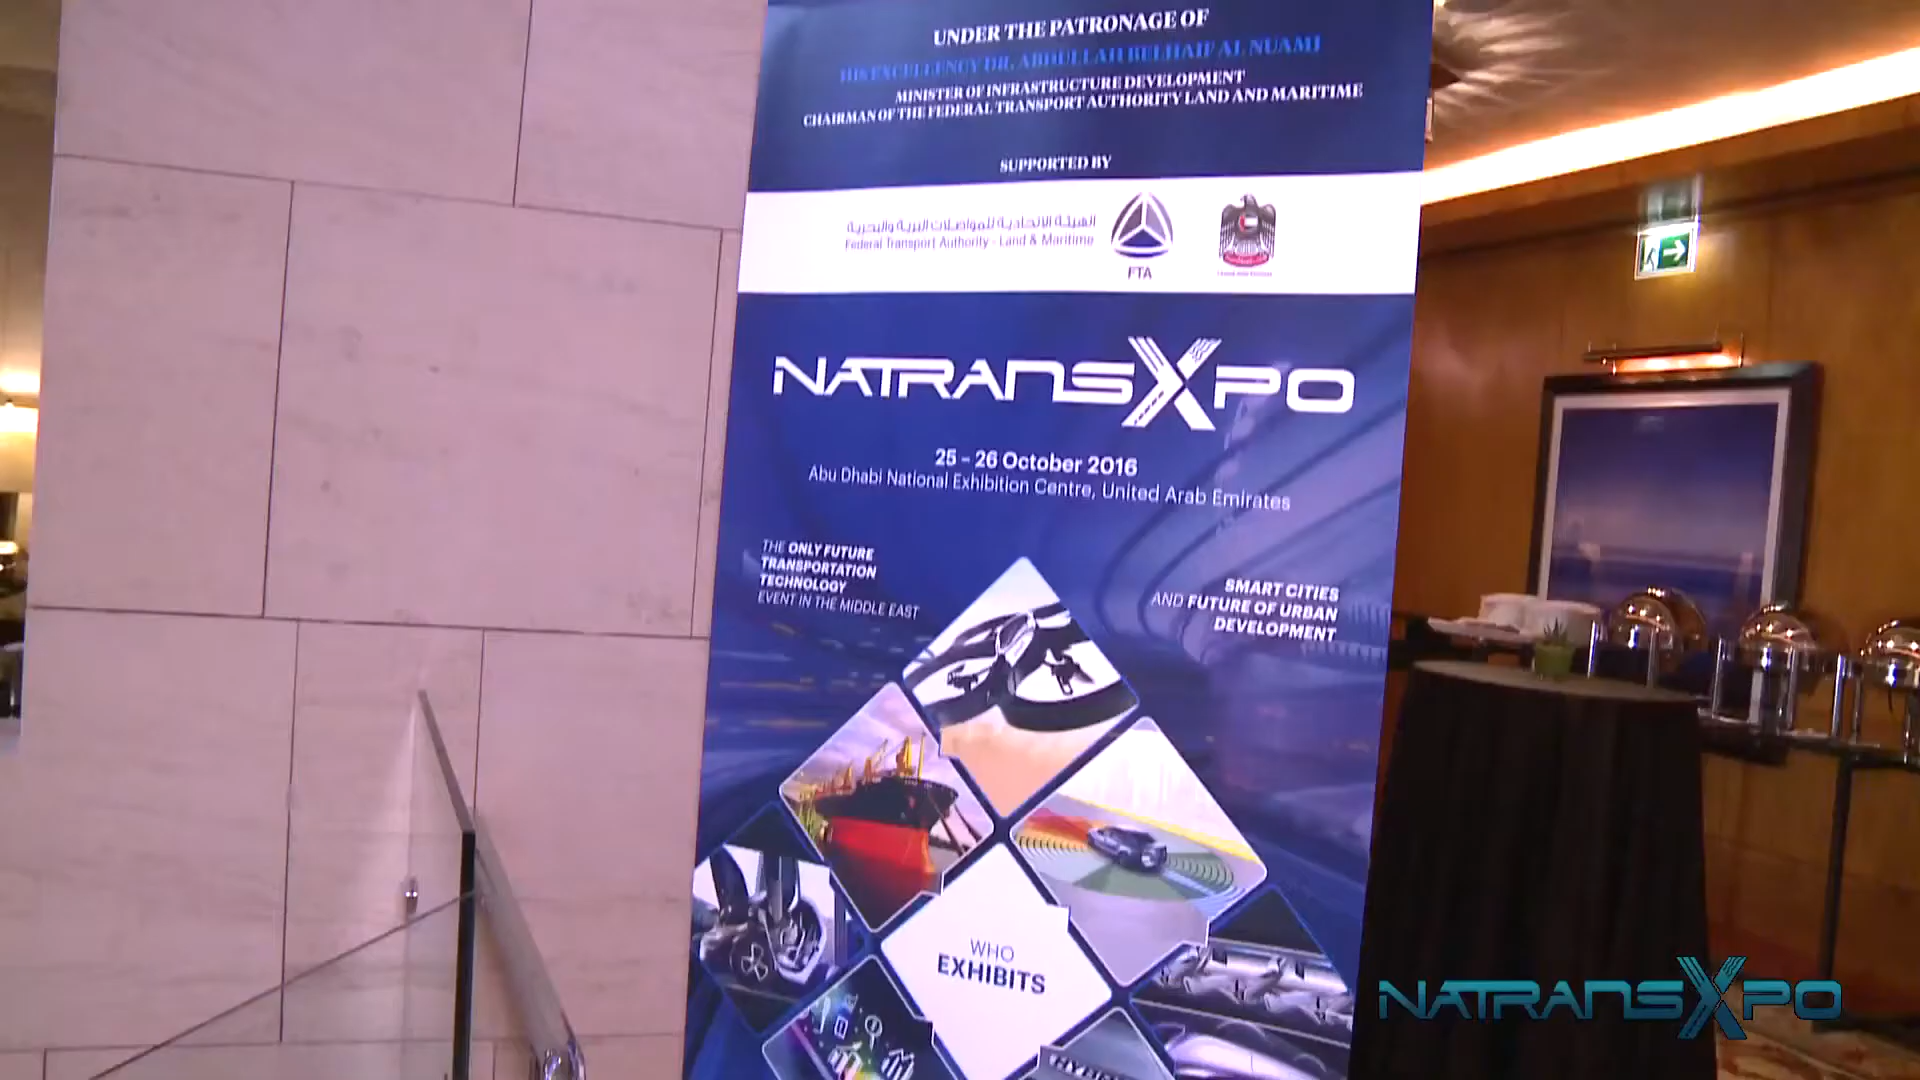 UNDER THE PATRONAGE OF
HIS EXCELLENCY DR. ABDULLAH BELHAIF AL NUAMI
MINISTER OF INFRASTRUCTURE DEVELOPMENT
CHAIRMAN OF THE FEDERAL TRANSPORT AUTHORITY LAND AND MARITIME
SUPPORTED BY
الهيئة الاتحادية للمواصلات البرية والبحرية
Federal Transport Authority - Land & Maritime
FTA
NATRANSXPO
25 - 26 October 2016
Abu Dhabi National Exhibition Centre, United Arab Emirates
THE ONLY FUTURE
TRANSPORTATION
TECHNOLOGY
EVENT IN THE MIDDLE EAST
SMART CITIES
AND FUTURE OF URBAN
DEVELOPMENT
WHO
EXHIBITS
NATRANSXPO